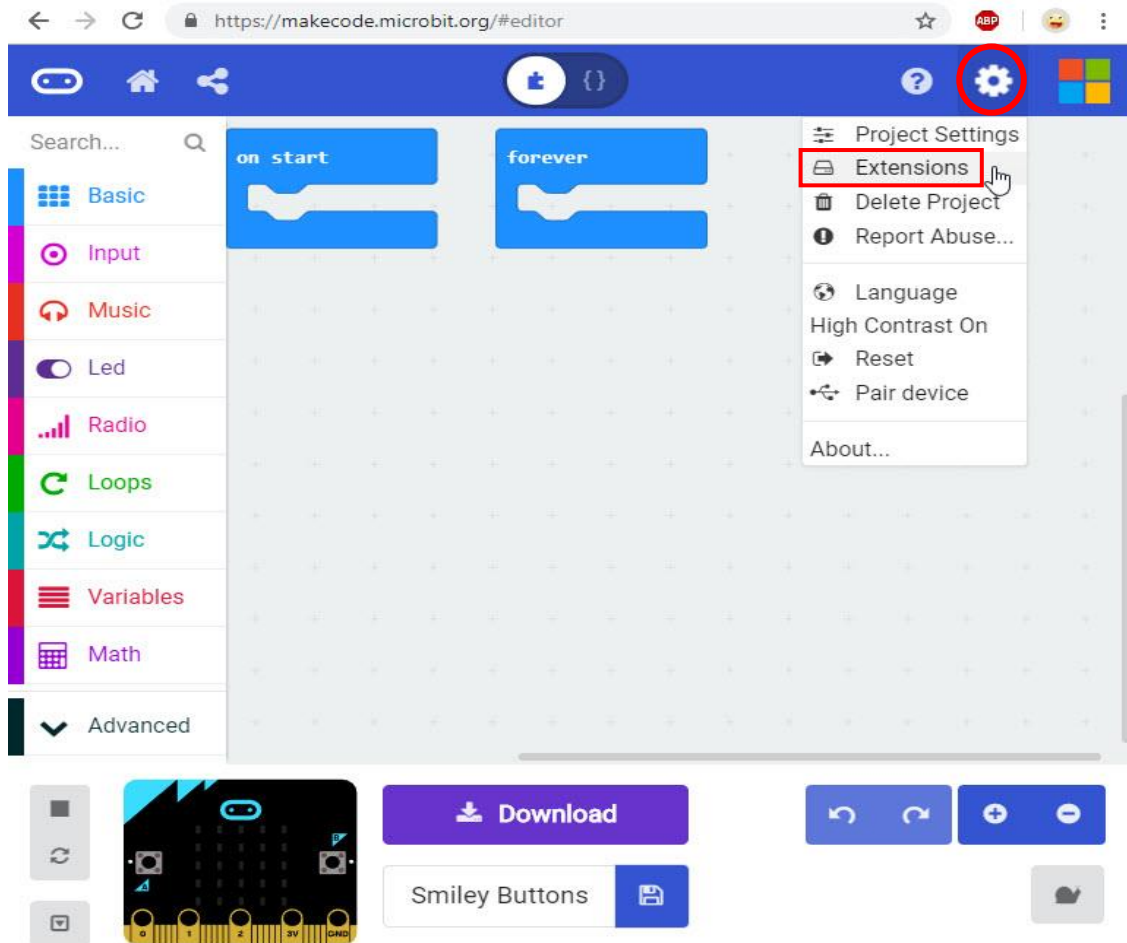 https://makecode.microbit.org/#editor
ABP
{}
Search...
Basic
Input
Music
Led
Radio
Loops
Logic
Variables
Math
Advanced
on start
forever
Project Settings
Extensions
Delete Project
Report Abuse...
Language
High Contrast On
Reset
Pair device
About...
A
B
0
1
2
3V
GND
Download
Smiley Buttons